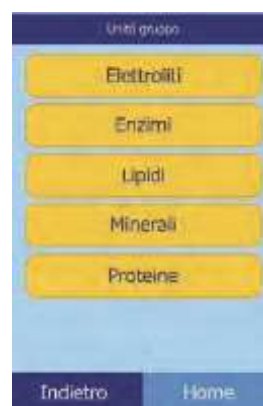 Unità gruppo
Elettroliti
Enzimi
Lipidi
Minerali
Proteine
Indietro
Home